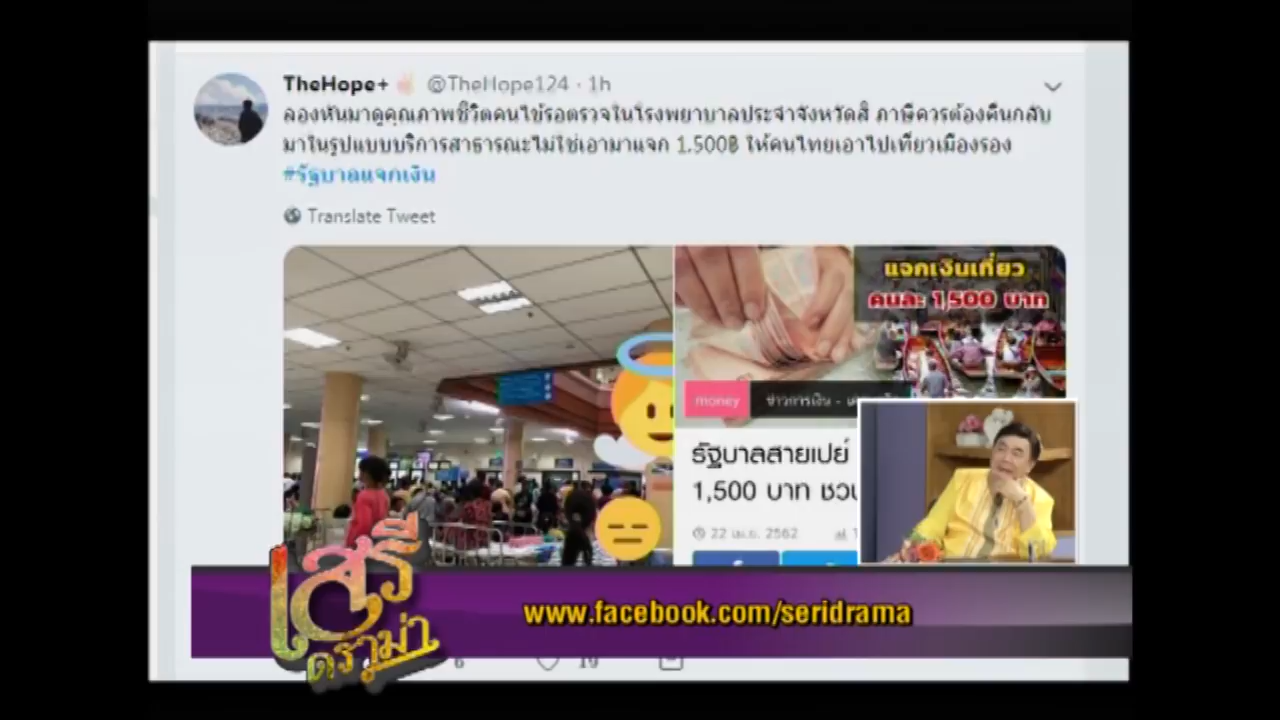 TheHope+ @TheHope124 · 1h
ลองหันมาดูคุณภาพชีวิตคนไข้รอตรวจในโรงพยาบาลประจำจังหวัดสิ ภาษีควรต้องคืนกลับ
มาในรูปแบบบริการสาธารณะไม่ใช่เอามาแจก 1,500฿ ให้คนไทยเอาไปเที่ยวเมืองรอง
#รัฐบาลแจกเงิน
Translate Tweet
แจกเงินเที่ยว
คนละ 1,500 บาท
money
ข่าวการเงิน -
รัฐบาลสายเปย์
1,500 บาท ชวน
22 เม.ย. 2562
เสรี
ดราม่า
www.facebook.com/seridrama
6 19